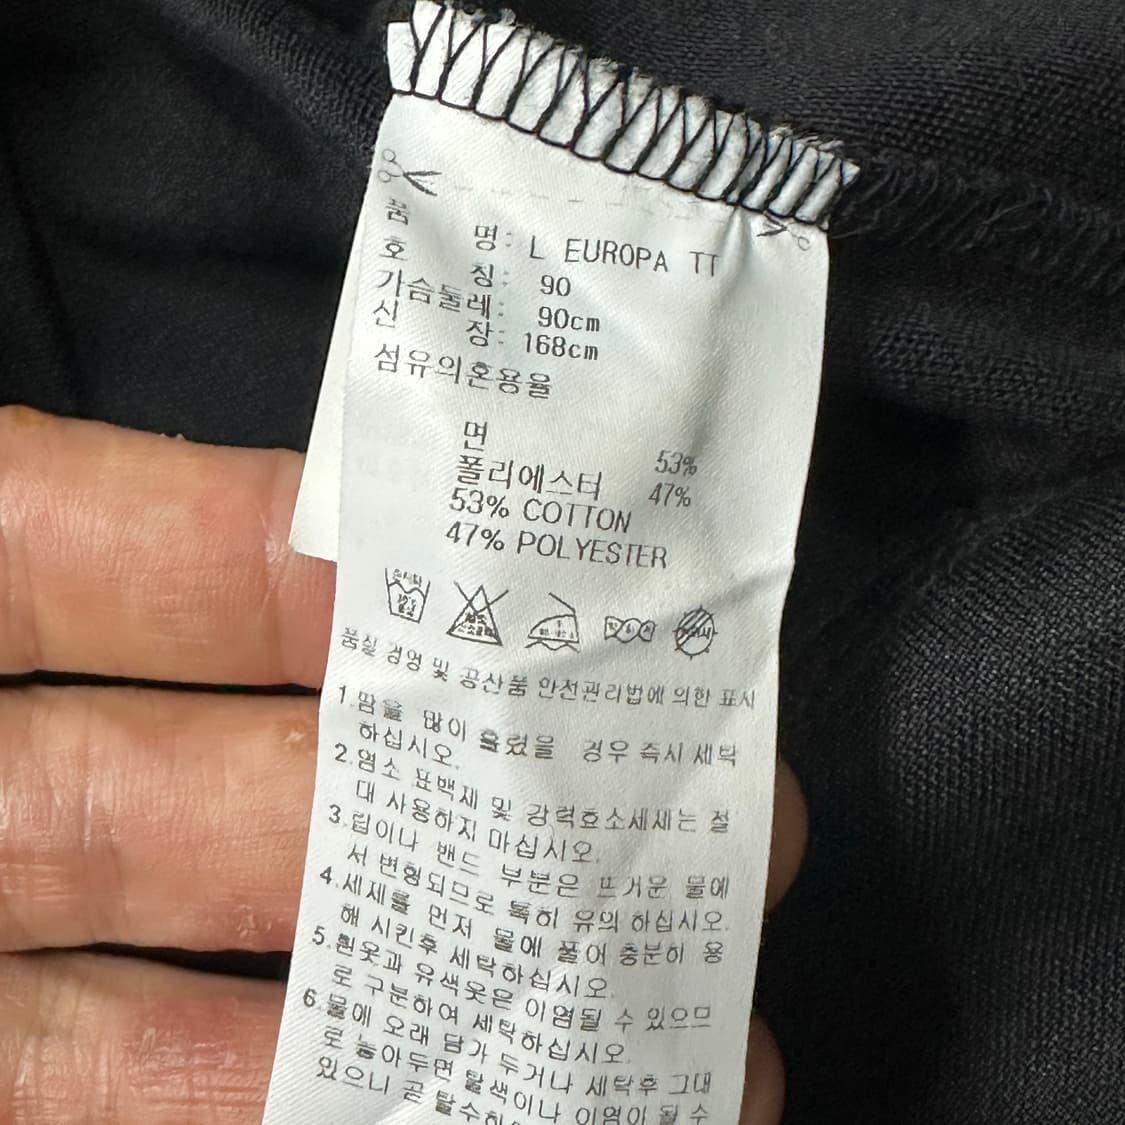 품 명: L EUROPA TT
호 칭: 90
가슴둘레: 90cm
신 장: 168cm
섬유의혼용율
면 53%
폴리에스터 47%
53% COTTON
47% POLYESTER
품질 경영 및 공산품 안전관리법에 의한 표시
1.땀을 많이 흘렸을 경우 즉시 세탁
하십시오.
2.염소 표백제 및 강력효소세제는 절
대 사용하지 마십시오.
3.립이나 밴드 부분은 뜨거운 물에
서 변형되므로 특히 유의 하십시오.
4.세제를 먼저 물에 풀어 충분히 용
해 시킨후 세탁하십시오.
5.흰옷과 유색옷은 이염될 수 있으므
로 구분하여 세탁하십시오.
6.물에 오래 담가 두거나 세탁후 그대
로 놓아두면 탈색이나 이염이 될 수
있으니 곧 탈수하